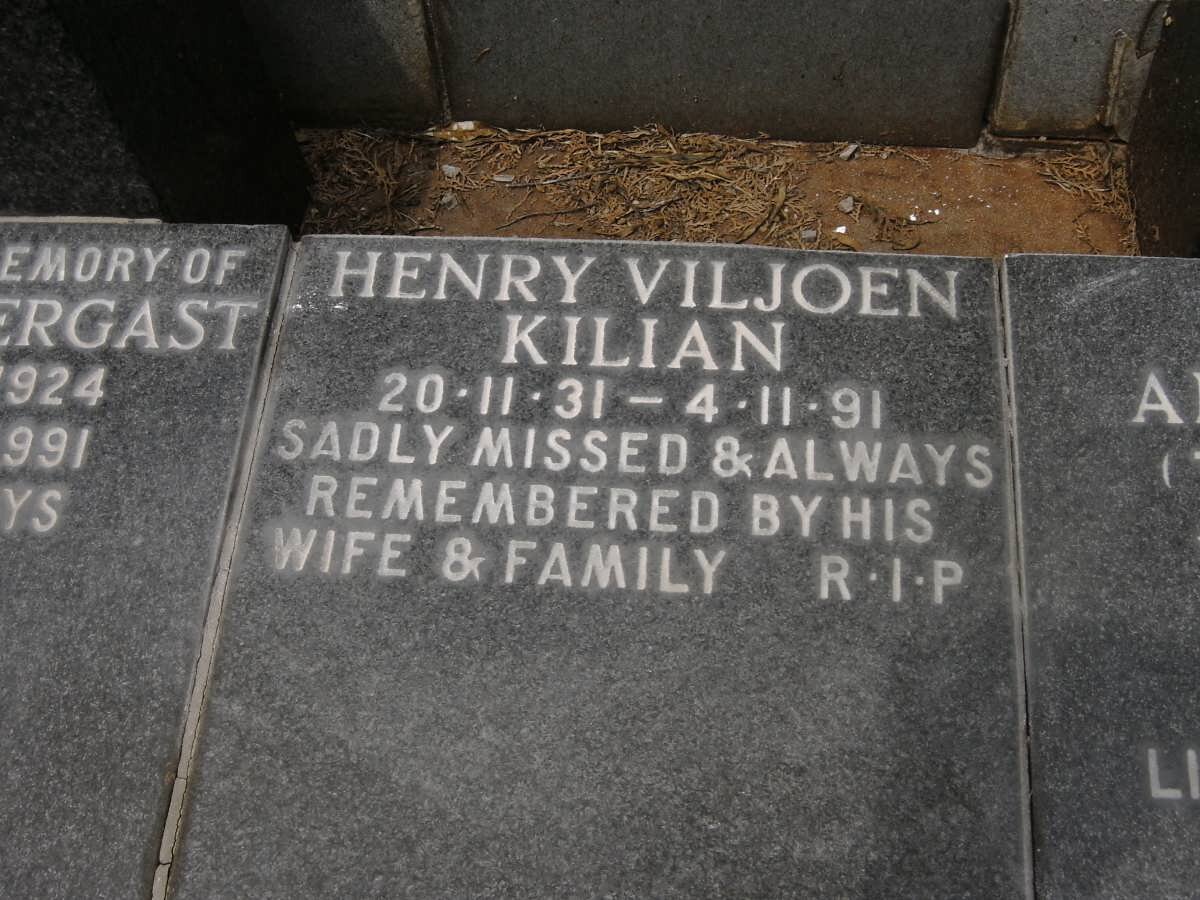 EMORY OF
ERGAST
1924
1991
YS
HENRY VILJOEN
KILIAN
20·11·31 – 4·11·91
SADLY MISSED & ALWAYS
REMEMBERED BY HIS
WIFE & FAMILY R·I·P
A
LI